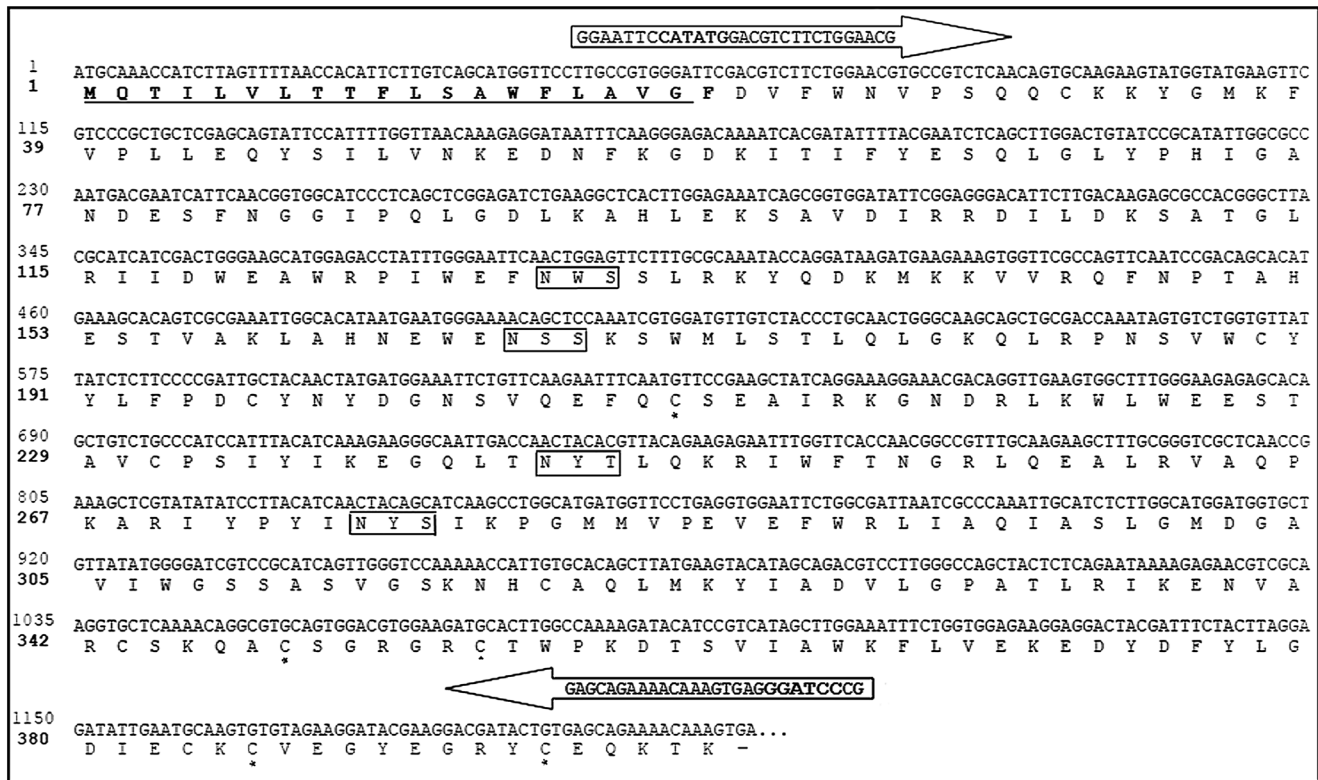 GGAATTCCATATGGACGTCTTCTGGAACG
1 ATGCAAACCATCTTAGTTTTAACCACATTCTTGTCAGCATGGTTCCTTGCCGTGGGATTCGACGTCTTCTGGAACGTGCCGTCTCAACAGTGCAAGAAGTATGGTATGAAGTTC
1 M Q T I L V L T T F L S A W F L A V G F D V F W N V P S Q Q C K K Y G M K F
115 GTCCCGCTGCTCGAGCAGTATTCCATTTTGGTTAACAAAGAGGATAATTTCAAGGGAGACAAAATCACGATATTTTACGAATCTCAGCTTGGACTGTATCCGCATATTGGCGCC
39 V P L L E Q Y S I L V N K E D N F K G D K I T I F Y E S Q L G L Y P H I G A
230 AATGACGAATCATTCAACGGTGGCATCCCTCAGCTCGGAGATCTGAAGGCTCACTTGGAGAAATCAGCGGTGGATATTCGGAGGGACATTCTTGACAAGAGCGCCACGGGCTTA
77 N D E S F N G G I P Q L G D L K A H L E K S A V D I R R D I L D K S A T G L
345 CGCATCATCGACTGGGAAGCATGGAGACCTATTTGGGAATTCAACTGGAGTTCTTTGCGCAAATACCAGGATAAGATGAAGAAAGTGGTTCGCCAGTTCAATCCGACAGCACAT
115 R I I D W E A W R P I W E F N W S S L R K Y Q D K M K K V V R Q F N P T A H
460 GAAAGCACAGTCGCGAAATTGGCACATAATGAATGGGAAAACAGCTCCAAATCGTGGATGTTGTCTACCCTGCAACTGGGCAAGCAGCTGCGACCAAATAGTGTCTGGTGTTAT
153 E S T V A K L A H N E W E N S S K S W M L S T L Q L G K Q L R P N S V W C Y
575 TATCTCTTCCCCGATTGCTACAACTATGATGGAAATTCTGTTCAAGAATTTCAATGTTCCGAAGCTATCAGGAAAGGAAACGACAGGTTGAAGTGGCTTTGGGAAGAGAGCACA
191 Y L F P D C Y N Y D G N S V Q E F Q C S E A I R K G N D R L K W L W E E S T
*
690 GCTGTCTGCCCATCCATTTACATCAAAGAAGGGCAATTGACCAACTACACGTTACAGAAGAGAATTTGGTTCACCAACGGCCGTTTGCAAGAAGCTTTGCGGGTCGCTCAACCG
229 A V C P S I Y I K E G Q L T N Y T L Q K R I W F T N G R L Q E A L R V A Q P
805 AAAGCTCGTATATATCCTTACATCAACTACAGCATCAAGCCTGGCATGATGGTTCCTGAGGTGGAATTCTGGCGATTAATCGCCCAAATTGCATCTCTTGGCATGGATGGTGCT
267 K A R I Y P Y I N Y S I K P G M M V P E V E F W R L I A Q I A S L G M D G A
920 GTTATATGGGGATCGTCCGCATCAGTTGGGTCCAAAAACCATTGTGCACAGCTTATGAAGTACATAGCAGACGTCCTTGGGCCAGCTACTCTCAGAATAAAAGAGAACGTCGCA
305 V I W G S S A S V G S K N H C A Q L M K Y I A D V L G P A T L R I K E N V A
1035 AGGTGCTCAAAACAGGCGTGCAGTGGACGTGGAAGATGCACTTGGCCAAAAGATACATCCGTCATAGCTTGGAAATTTCTGGTGGAGAAGGAGGACTACGATTTCTACTTAGGA
342 R C S K Q A C S G R G R C T W P K D T S V I A W K F L V E K E D Y D F Y L G
* *
GAGCAGAAAACAAAGTGAGGGATCCCG
1150 GATATTGAATGCAAGTGTGTAGAAGGATACGAAGGACGATACTGTGAGCAGAAAACAAAGTGA...
380 D I E C K C V E G Y E G R Y C E Q K T K –
* *